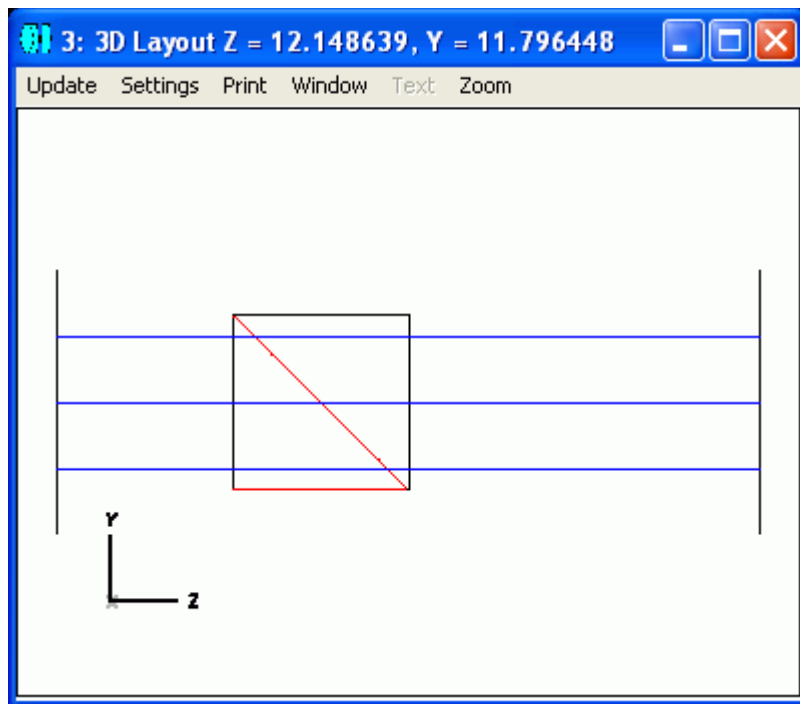 3: 3D Layout Z = 12.148639, Y = 11.796448
Update Settings Print Window Text Zoom
Y
Z